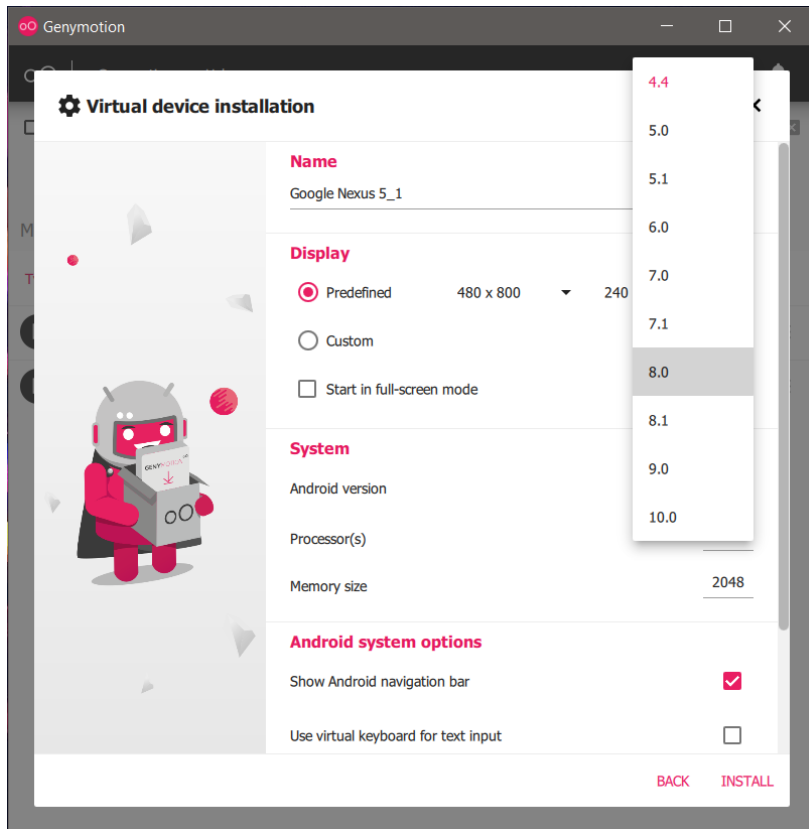 Genymotion
Virtual device installation
Name
Google Nexus 5_1
Display
Predefined 480 x 800 240
Custom
Start in full-screen mode
System
Android version
Processor(s)
Memory size 2048
Android system options
Show Android navigation bar
Use virtual keyboard for text input
BACK INSTALL
4.4
5.0
5.1
6.0
7.0
7.1
8.0
8.1
9.0
10.0